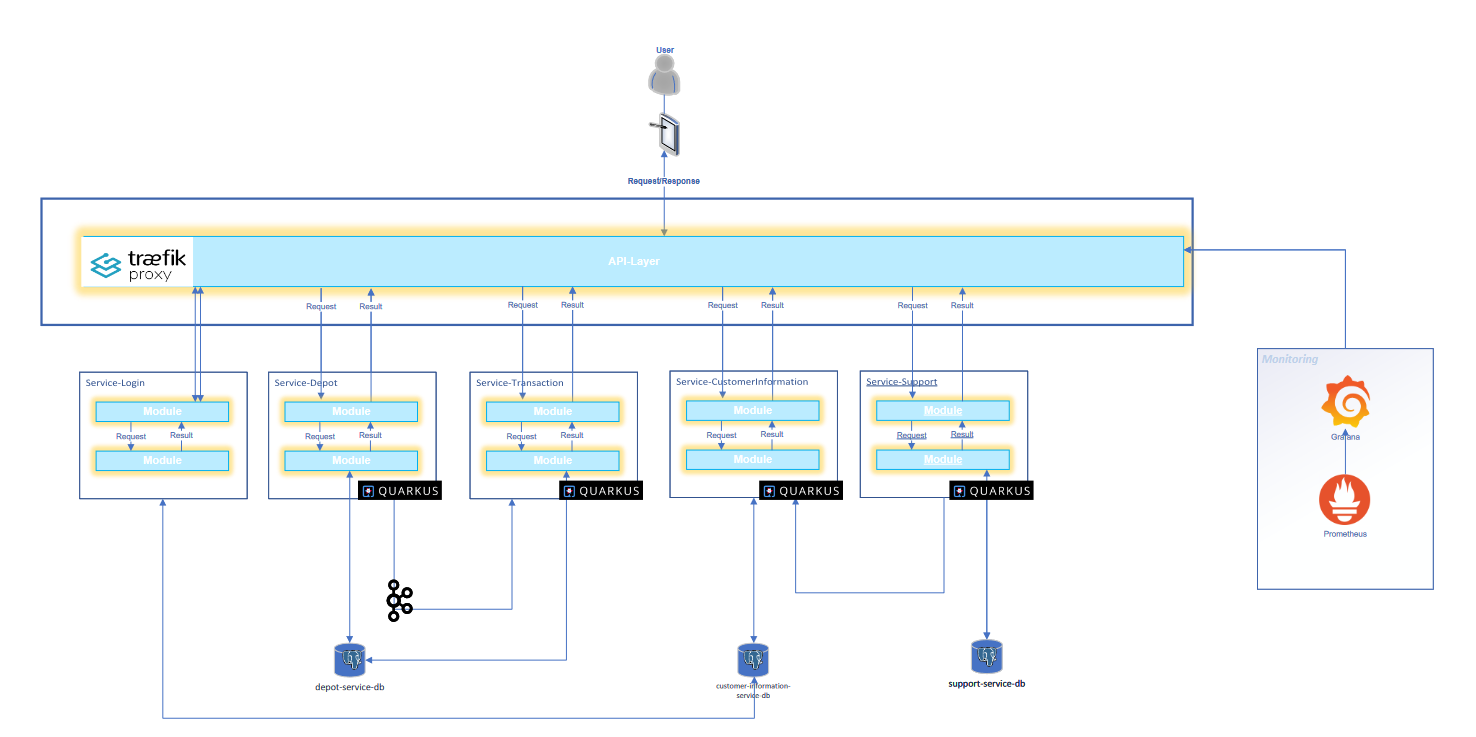 User
Request/Response
træfik
proxy
API-Layer
Request
Result
Request
Result
Request
Result
Request
Result
Monitoring
Service-Login
Service-Depot
Service-Transaction
Service-CustomerInformation
Service-Support
Module
Module
Module
Module
Module
Request
Result
Request
Result
Request
Result
Request
Result
Request
Result
Module
Module
Module
Module
Module
Grafana
QUARKUS
QUARKUS
QUARKUS
QUARKUS
Prometheus
depot-service-db
customer-information-
service-db
support-service-db